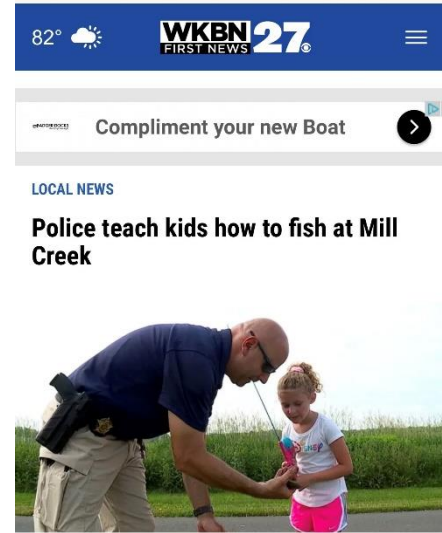 82°
WKBN 27
FIRST NEWS
Compliment your new Boat
LOCAL NEWS
Police teach kids how to fish at Mill
Creek